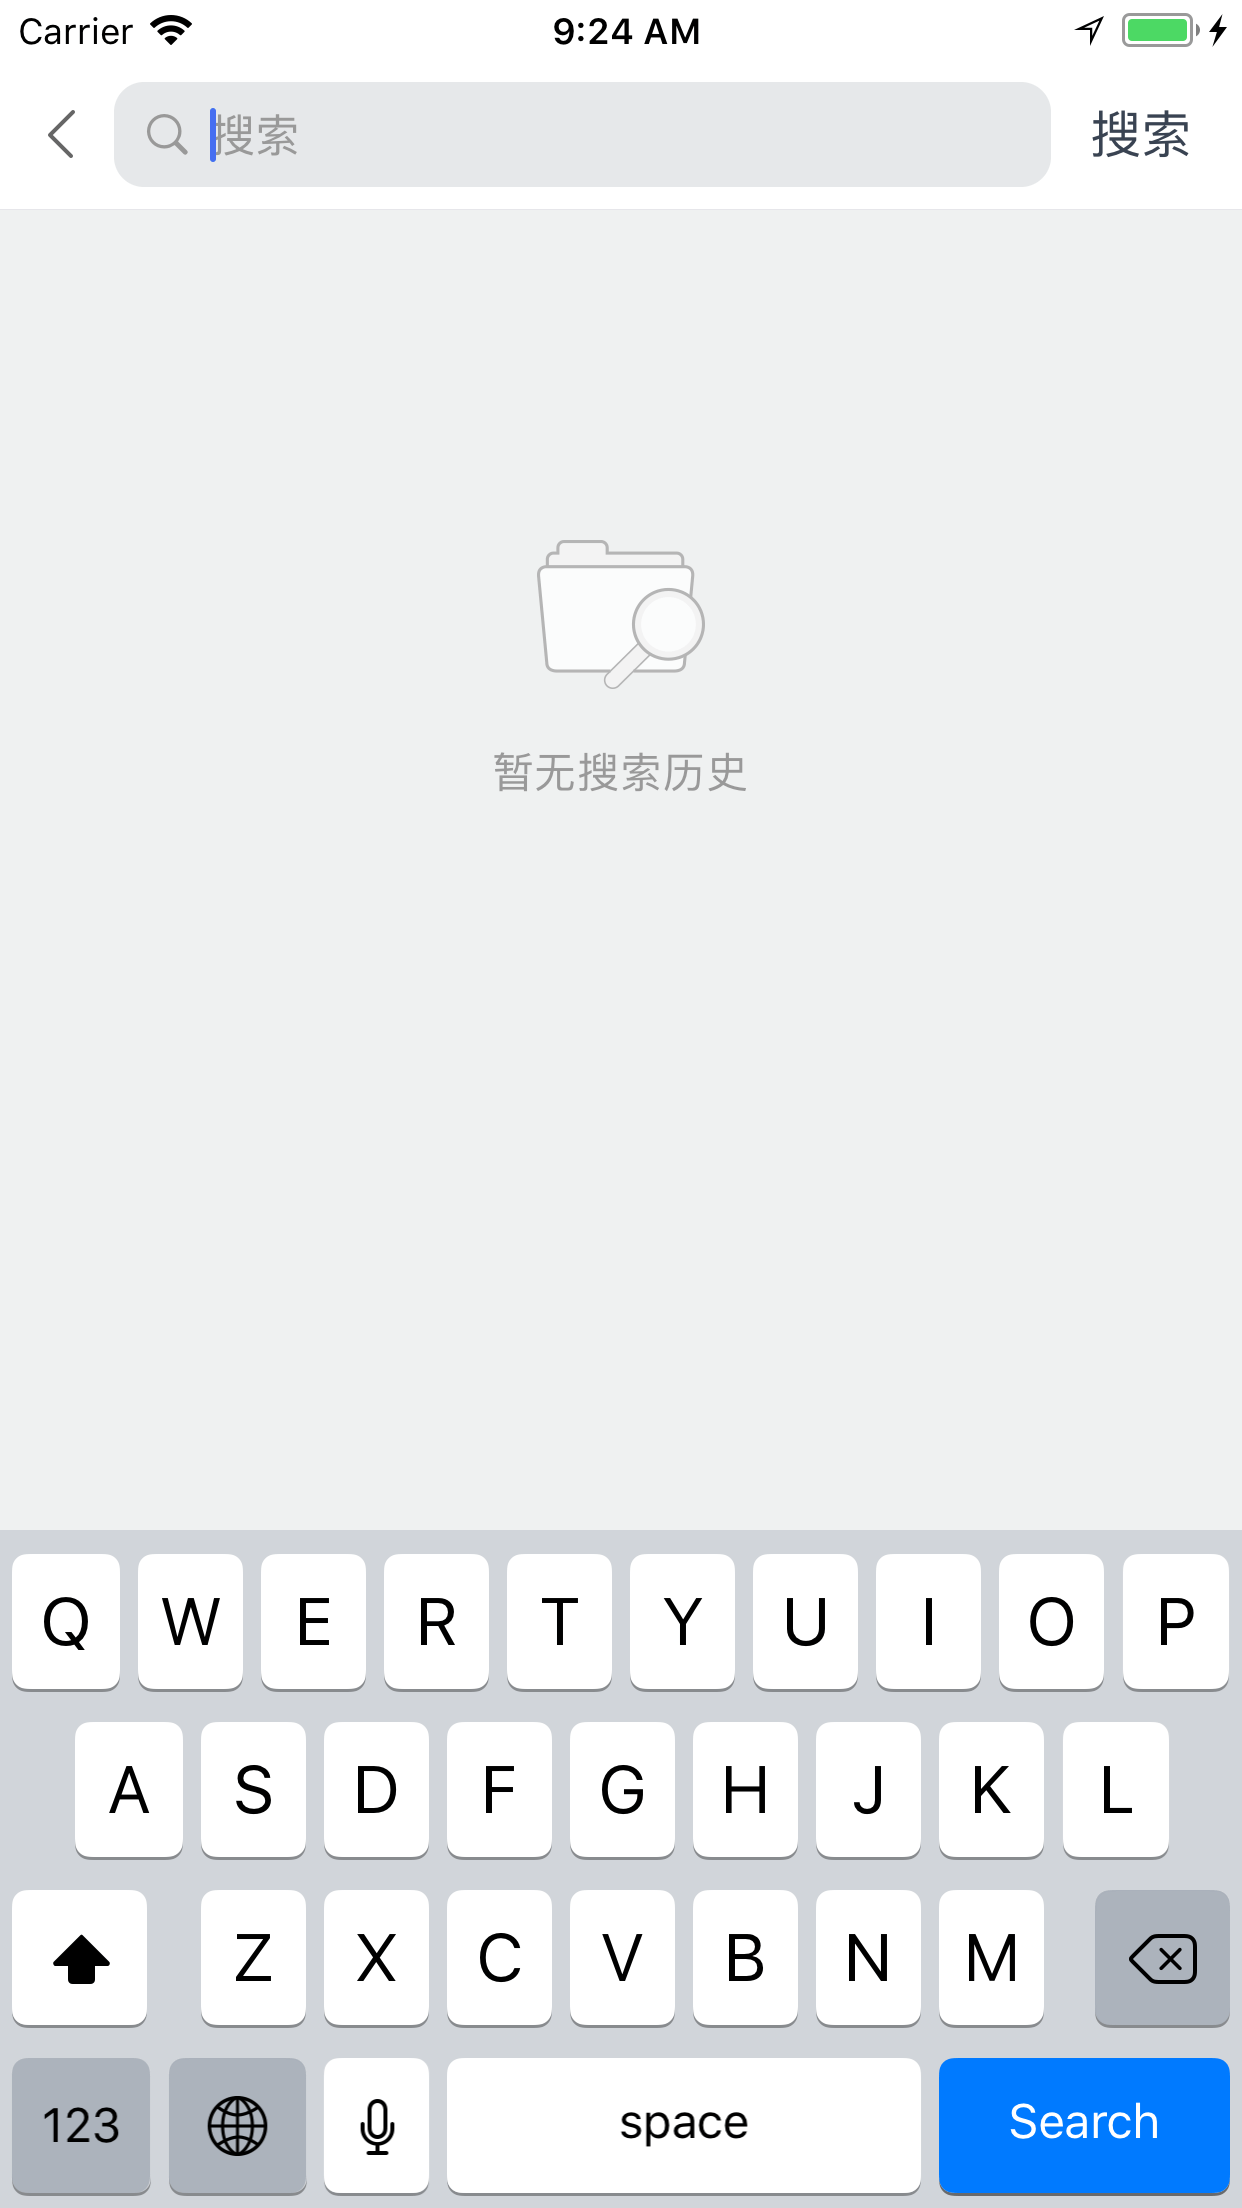 Carrier 9:24 AM
搜索 搜索
暂无搜索历史
Q W E R T Y U I O P
A S D F G H J K L
Z X C V B N M
123 space Search